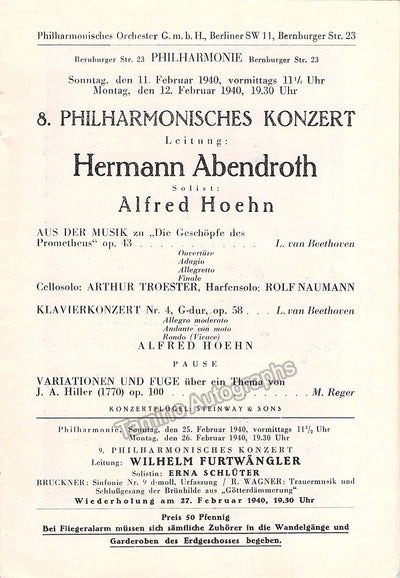 Philharmonisches Orchester G. m. b. H., Berliner SW 11, Bernburger Str. 23
Bernburger Str. 23 PHILHARMONIE Bernburger Str. 23
Sonntag, den 11. Februar 1940, vormittags 11½ Uhr
Montag, den 12. Februar 1940, 19.30 Uhr
8. PHILHARMONISCHES KONZERT
Leitung:
Hermann Abendroth
Solist:
Alfred Hoehn
AUS DER MUSIK zu „Die Geschöpfe des
Prometheus“ op. 43 . . . . . . . . . . . . L. van Beethoven
Ouvertüre
Adagio
Allegretto
Finale
Cellosolo: ARTHUR TROESTER, Harfensolo: ROLF NAUMANN
KLAVIERKONZERT Nr. 4, G-dur, op. 58 . . . L. van Beethoven
Allegro moderato
Andante con moto
Rondo (Vivace)
ALFRED HOEHN
PAUSE
VARIATIONEN UND FUGE über ein Thema von
J. A. Hiller (1770) op. 100 . . . . . . . . . . . . M. Reger
KONZERTFLÜGEL: STEINWAY & SONS
Tamino Autographs
Philharmonie, Sonntag, den 25. Februar 1940, vormittags 11½ Uhr
Montag, den 26. Februar 1940, 19.30 Uhr
9. PHILHARMONISCHES KONZERT
Leitung: WILHELM FURTWÄNGLER
Solistin: ERNA SCHLÜTER
BRUCKNER: Sinfonie Nr. 9 d-moll, Urfassung / R. WAGNER: Trauermusik und
Schlußgesang der Brünhilde aus „Götterdämmerung“
Wiederholung am 27. Februar 1940, 19.30 Uhr
Preis 50 Pfennig
Bei Fliegeralarm müssen sich sämtliche Zuhörer in die Wandelgänge und
Garderoben des Erdgeschosses begeben.